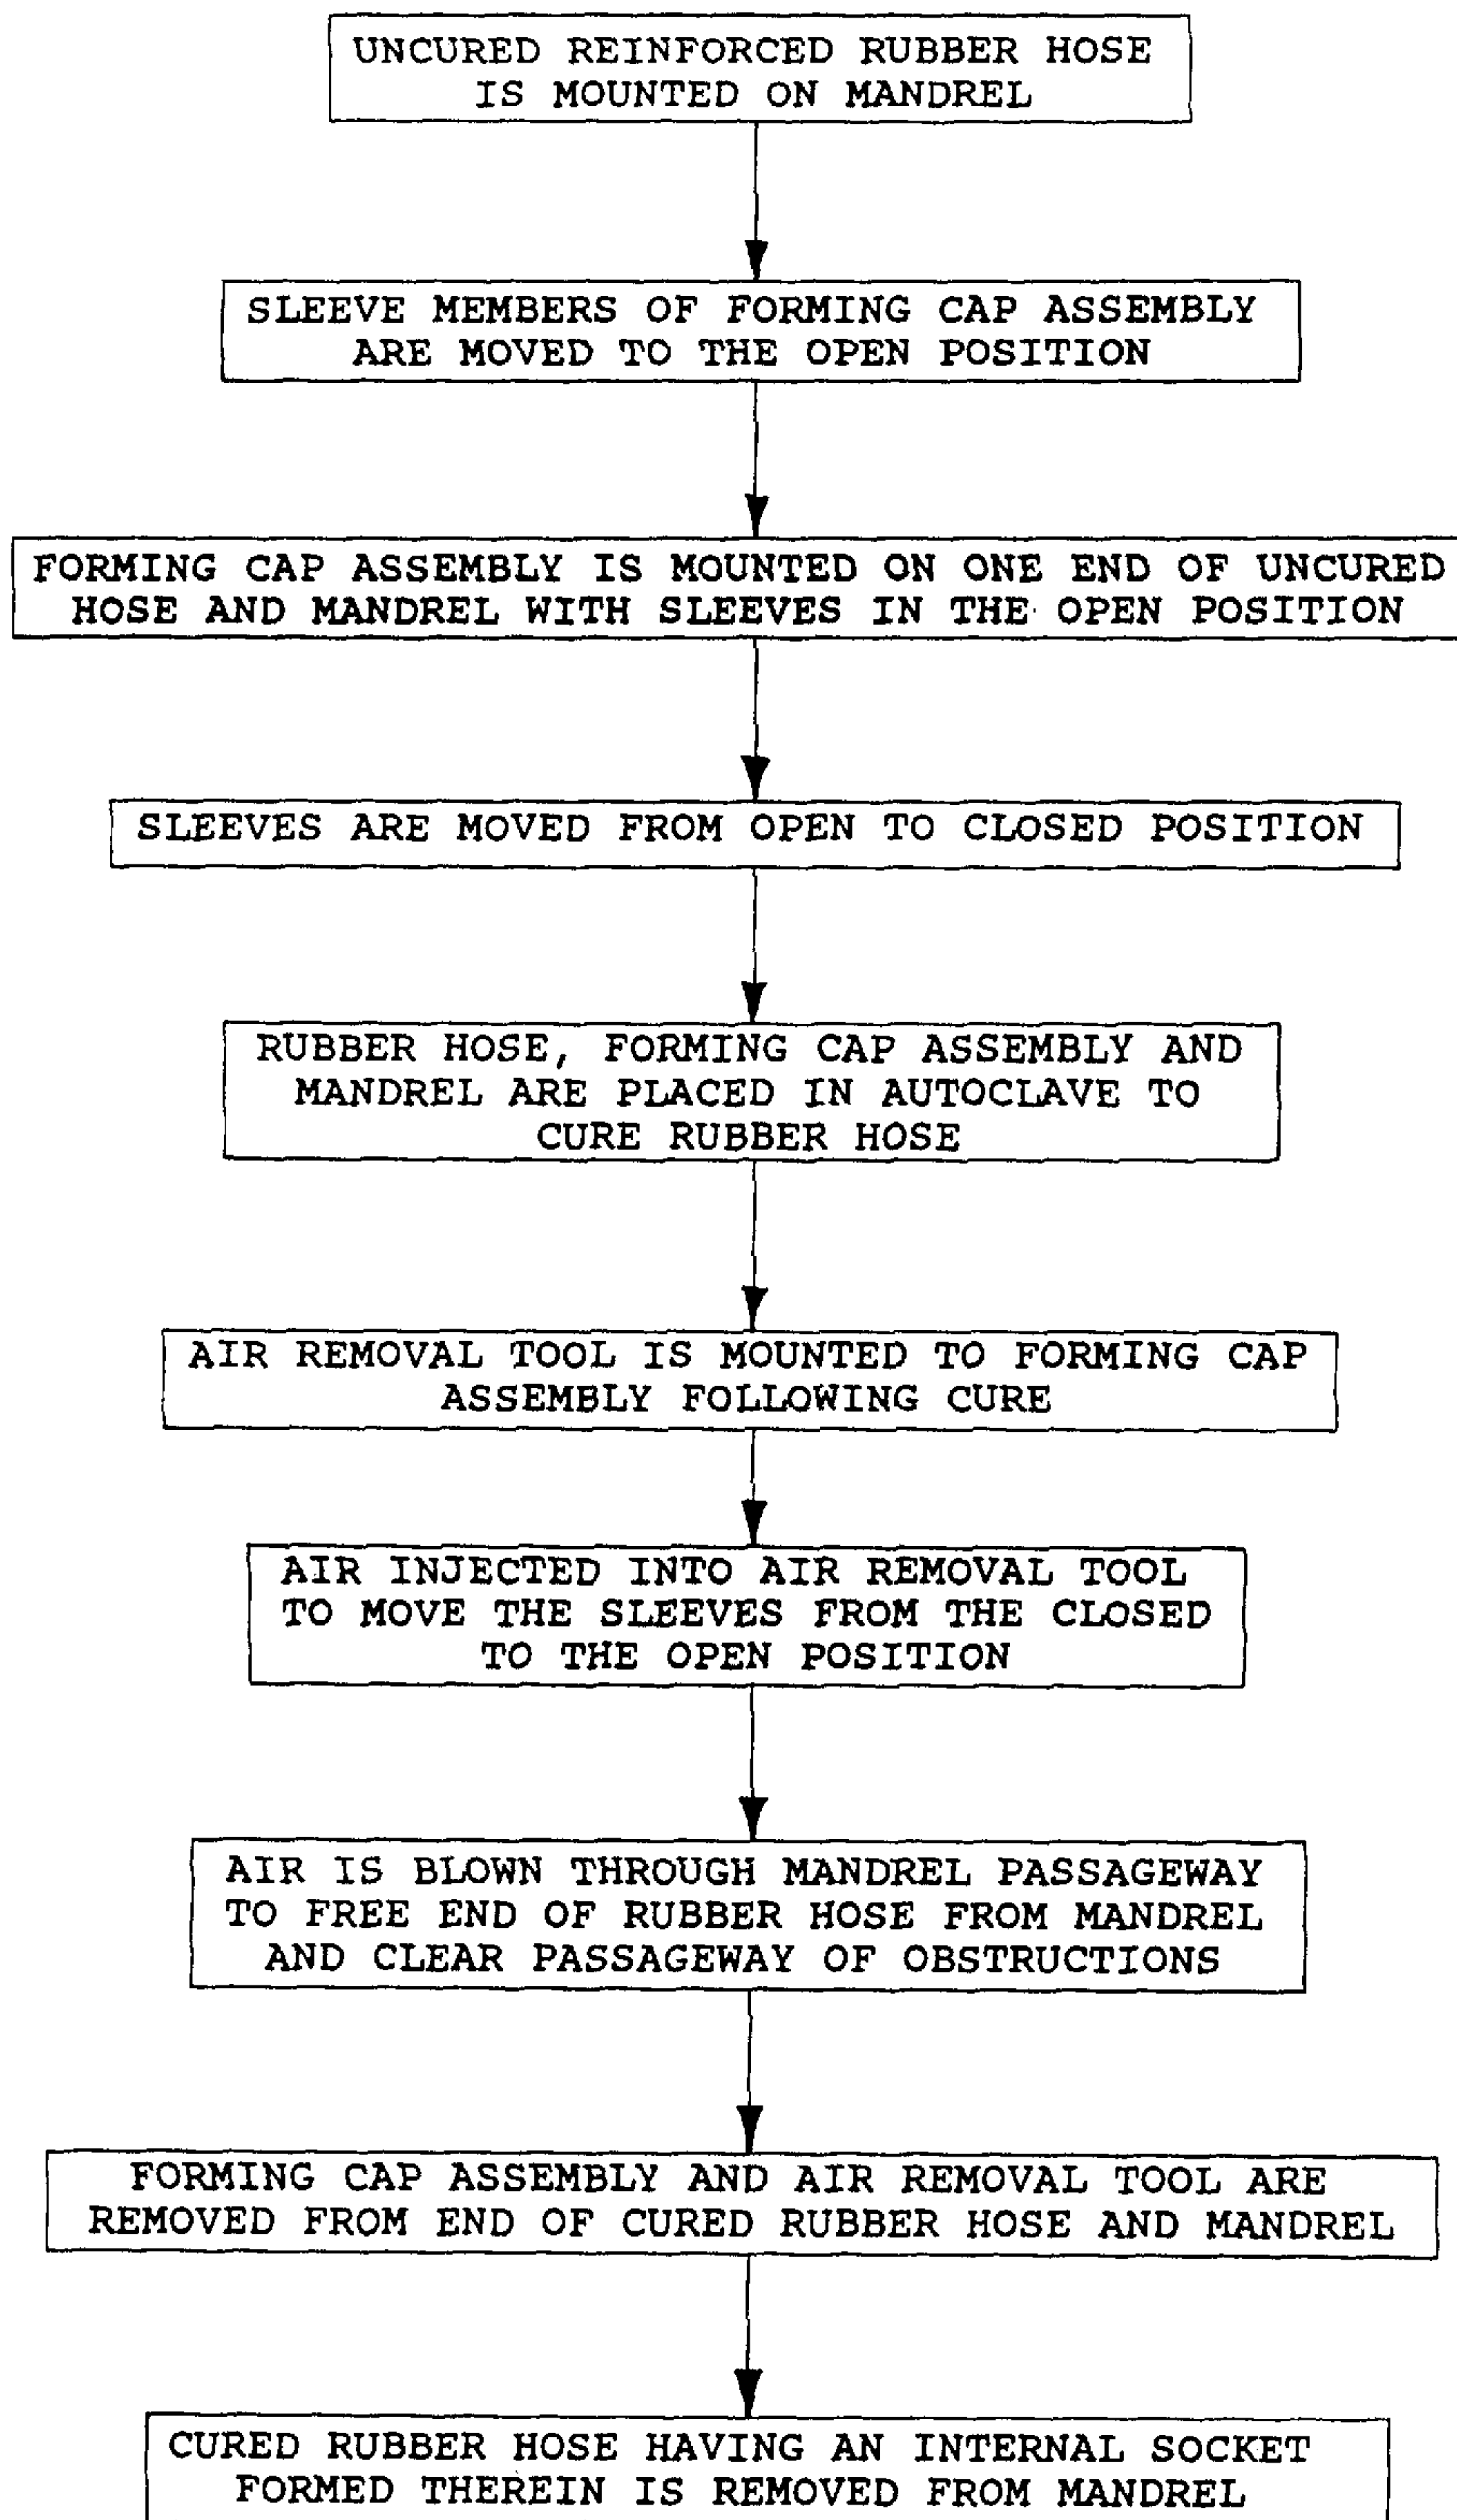 UNCURED REINFORCED RUBBER HOSE
IS MOUNTED ON MANDREL
SLEEVE MEMBERS OF FORMING CAP ASSEMBLY
ARE MOVED TO THE OPEN POSITION
FORMING CAP ASSEMBLY IS MOUNTED ON ONE END OF UNCURED
HOSE AND MANDREL WITH SLEEVES IN THE OPEN POSITION
SLEEVES ARE MOVED FROM OPEN TO CLOSED POSITION
RUBBER HOSE, FORMING CAP ASSEMBLY AND
MANDREL ARE PLACED IN AUTOCLAVE TO
CURE RUBBER HOSE
AIR REMOVAL TOOL IS MOUNTED TO FORMING CAP
ASSEMBLY FOLLOWING CURE
AIR INJECTED INTO AIR REMOVAL TOOL
TO MOVE THE SLEEVES FROM THE CLOSED
TO THE OPEN POSITION
AIR IS BLOWN THROUGH MANDREL PASSAGEWAY
TO FREE END OF RUBBER HOSE FROM MANDREL
AND CLEAR PASSAGEWAY OF OBSTRUCTIONS
FORMING CAP ASSEMBLY AND AIR REMOVAL TOOL ARE
REMOVED FROM END OF CURED RUBBER HOSE AND MANDREL
CURED RUBBER HOSE HAVING AN INTERNAL SOCKET
FORMED THEREIN IS REMOVED FROM MANDREL